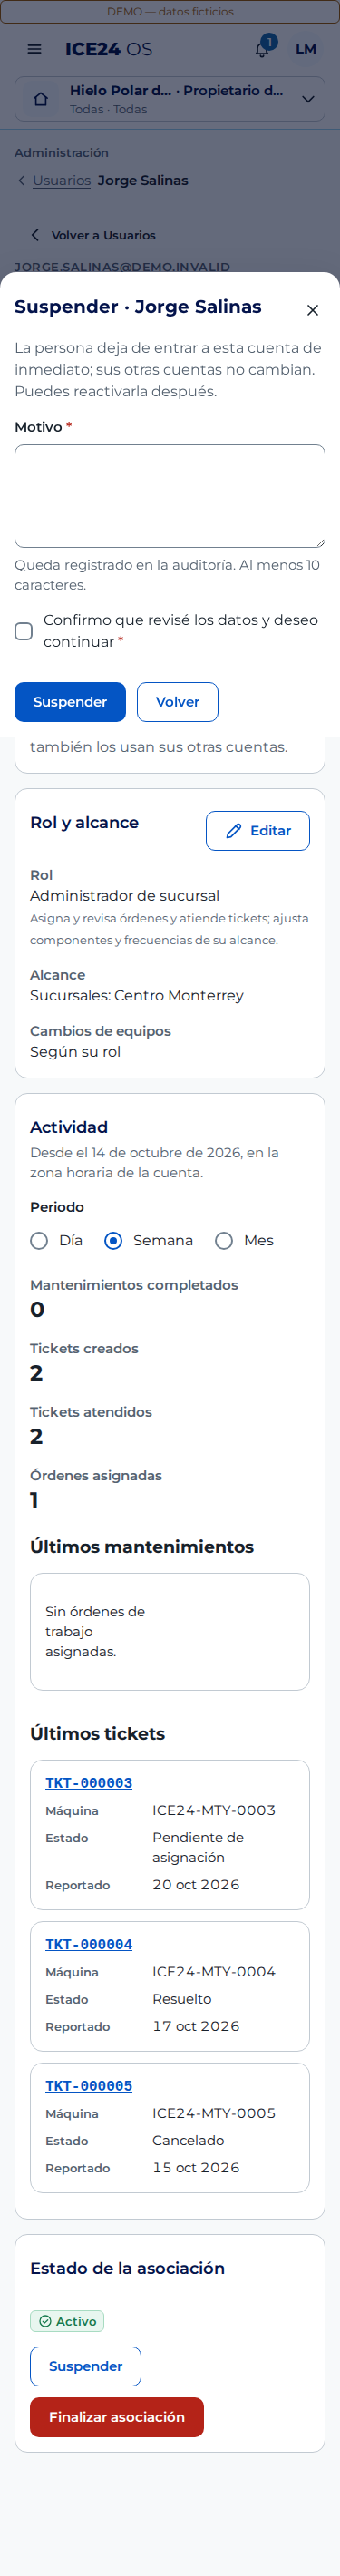 DEMO — datos ficticios
ICE24 OS
1
LM
Hielo Polar d... · Propietario d...
Todas · Todas
Administración
Usuarios Jorge Salinas
Volver a Usuarios
JORGE.SALINAS@DEMO.INVALID
Suspender · Jorge Salinas
La persona deja de entrar a esta cuenta de
inmediato; sus otras cuentas no cambian.
Puedes reactivarla después.
Motivo *
Queda registrado en la auditoría. Al menos 10
caracteres.
Confirmo que revisé los datos y deseo
continuar *
Suspender
Volver
también los usan sus otras cuentas.
Rol y alcance
Editar
Rol
Administrador de sucursal
Asigna y revisa órdenes y atiende tickets; ajusta
componentes y frecuencias de su alcance.
Alcance
Sucursales: Centro Monterrey
Cambios de equipos
Según su rol
Actividad
Desde el 14 de octubre de 2026, en la
zona horaria de la cuenta.
Periodo
Día
Semana
Mes
Mantenimientos completados
0
Tickets creados
2
Tickets atendidos
2
Órdenes asignadas
1
Últimos mantenimientos
Sin órdenes de
trabajo
asignadas.
Últimos tickets
TKT-000003
Máquina ICE24-MTY-0003
Estado Pendiente de
asignación
Reportado 20 oct 2026
TKT-000004
Máquina ICE24-MTY-0004
Estado Resuelto
Reportado 17 oct 2026
TKT-000005
Máquina ICE24-MTY-0005
Estado Cancelado
Reportado 15 oct 2026
Estado de la asociación
Activo
Suspender
Finalizar asociación